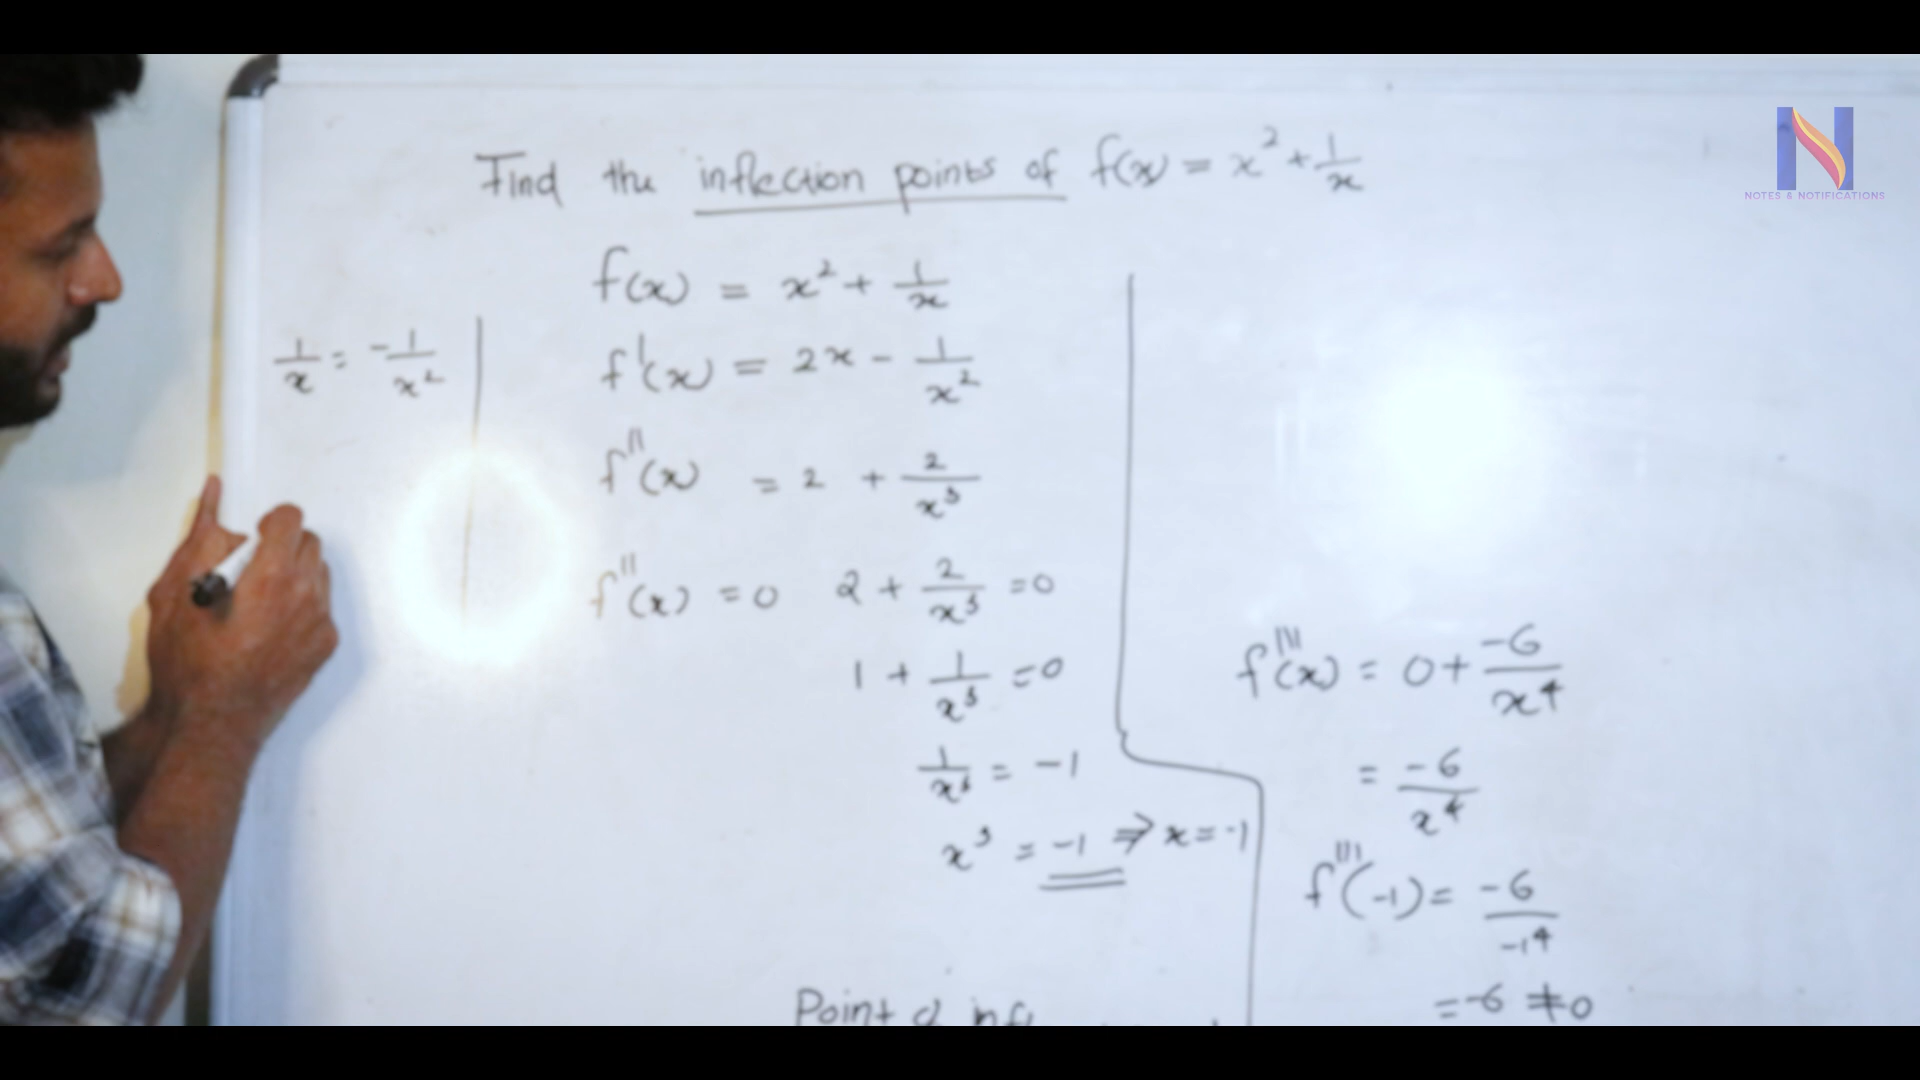 Find the inflection points of f(x) = x² + 1/x
f(x) = x² + 1/x
1/x = -1/x²
f'(x) = 2x - 1/x²
f''(x) = 2 + 2/x³
f''(x) = 0 2 + 2/x³ = 0
1 + 1/x³ = 0
1/x³ = -1
x³ = -1 ⇒ x = -1
Point of
f'''(x) = 0 + -6/x⁴
= -6/x⁴
f'''(-1) = -6/-1⁴
= -6 ≠ 0
N
NOTES & NOTIFICATIONS